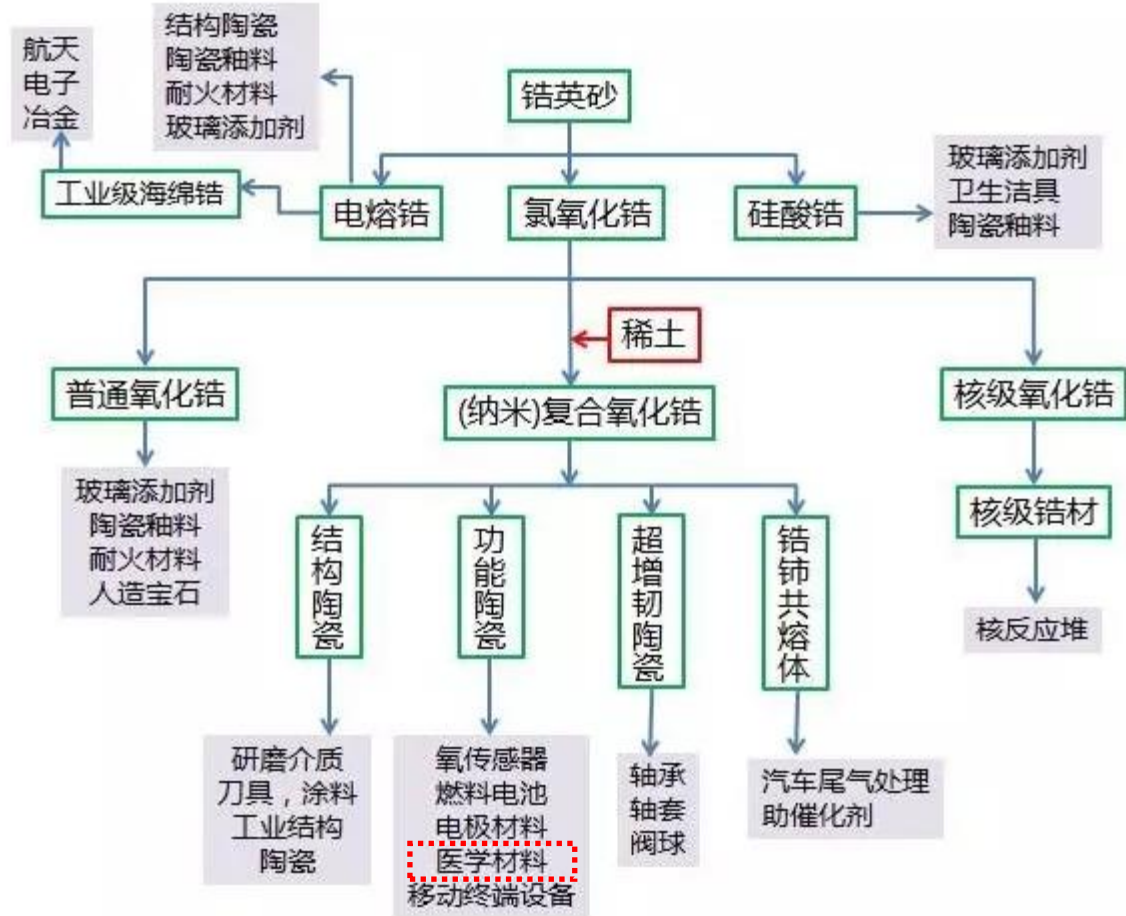 航天
电子
冶金
结构陶瓷
陶瓷釉料
耐火材料
玻璃添加剂
锆英砂
工业级海绵锆
电熔锆
氯氧化锆
硅酸锆
玻璃添加剂
卫生洁具
陶瓷釉料
稀土
普通氧化锆
(纳米)复合氧化锆
核级氧化锆
玻璃添加剂
陶瓷釉料
耐火材料
人造宝石
结构陶瓷
功能陶瓷
超增韧陶瓷
锆铈共熔体
核级锆材
核反应堆
研磨介质
刀具，涂料
工业结构
陶瓷
氧传感器
燃料电池
电极材料
医学材料
移动终端设备
轴承
轴套
阀球
汽车尾气处理
助催化剂